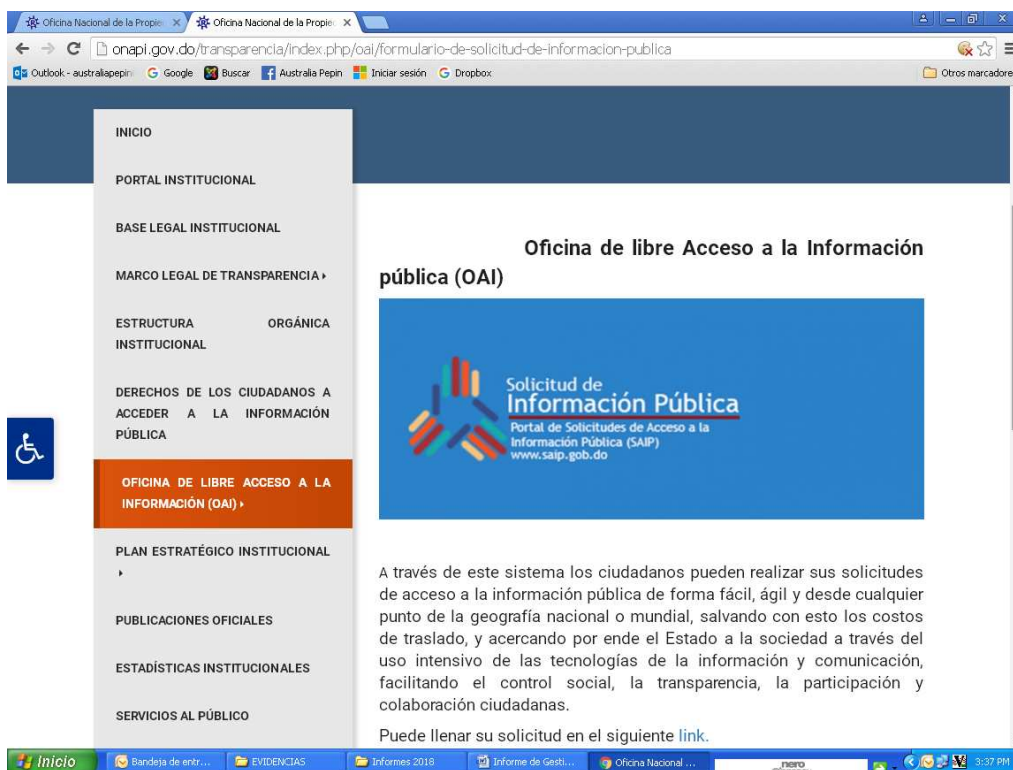 Oficina Nacional de la Propie
Oficina Nacional de la Propie
onapi.gov.do/transparencia/index.php/oai/formulario-de-solicitud-de-informacion-publica
Outlook - australiapepin
Google
Buscar
Australia Pepin
Iniciar sesión
Dropbox
Otros marcadore
INICIO
PORTAL INSTITUCIONAL
BASE LEGAL INSTITUCIONAL
MARCO LEGAL DE TRANSPARENCIA
ESTRUCTURA ORGÁNICA
INSTITUCIONAL
DERECHOS DE LOS CIUDADANOS A
ACCEDER A LA INFORMACIÓN
PÚBLICA
OFICINA DE LIBRE ACCESO A LA
INFORMACIÓN (OAI)
PLAN ESTRATÉGICO INSTITUCIONAL
PUBLICACIONES OFICIALES
ESTADÍSTICAS INSTITUCIONALES
SERVICIOS AL PÚBLICO
Oficina de libre Acceso a la Información
pública (OAI)
Solicitud de
Información Pública
Portal de Solicitudes de Acceso a la
Información Pública (SAIP)
www.saip.gob.do
A través de este sistema los ciudadanos pueden realizar sus solicitudes
de acceso a la información pública de forma fácil, ágil y desde cualquier
punto de la geografía nacional o mundial, salvando con esto los costos
de traslado, y acercando por ende el Estado a la sociedad a través del
uso intensivo de las tecnologías de la información y comunicación,
facilitando el control social, la transparencia, la participación y
colaboración ciudadanas.
Puede llenar su solicitud en el siguiente link.
Inicio
Bandeja de entr...
EVIDENCIAS
Informes 2018
Informe de Gesti...
Oficina Nacional ...
nero
3:37 PM